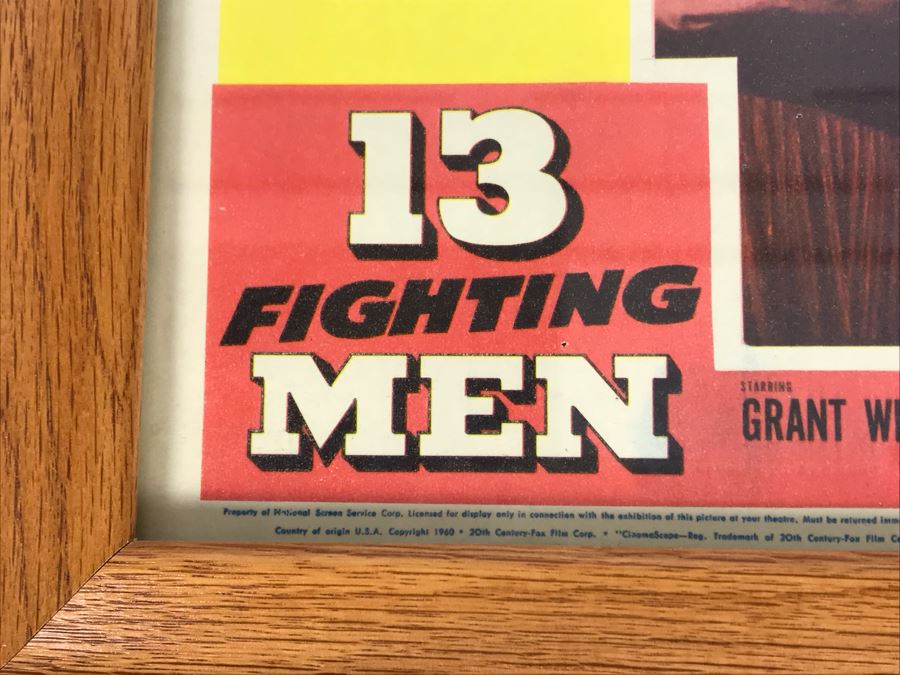 13
FIGHTING
MEN
STARRING
GRANT
Property of National Screen Service Corp. Licensed for display only in connection with the exhibition of this picture at your theatre. Must be returned
Country of origin U.S.A. Copyright 1960 • 20th Century-Fox Film Corp. • "CinemaScope—Reg. Trademark of 20th Century-Fox Film